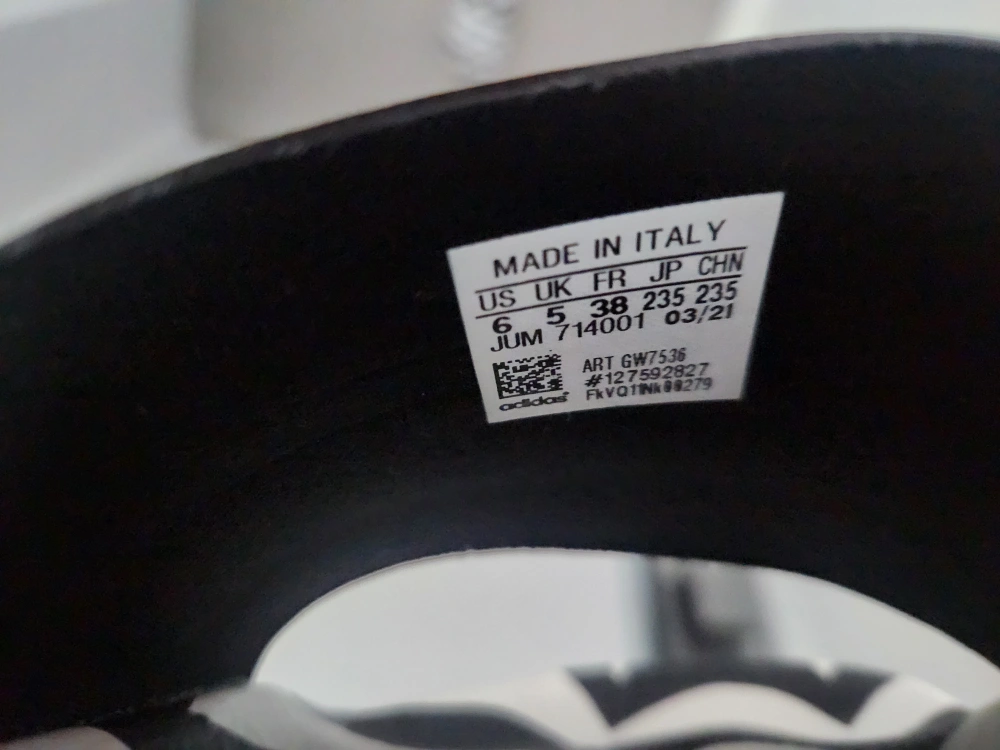 MADE IN ITALY
US UK FR JP CHN
6 5 38 235 235
JUM 714001 03/21
ART GW7536
#127592827
adidas